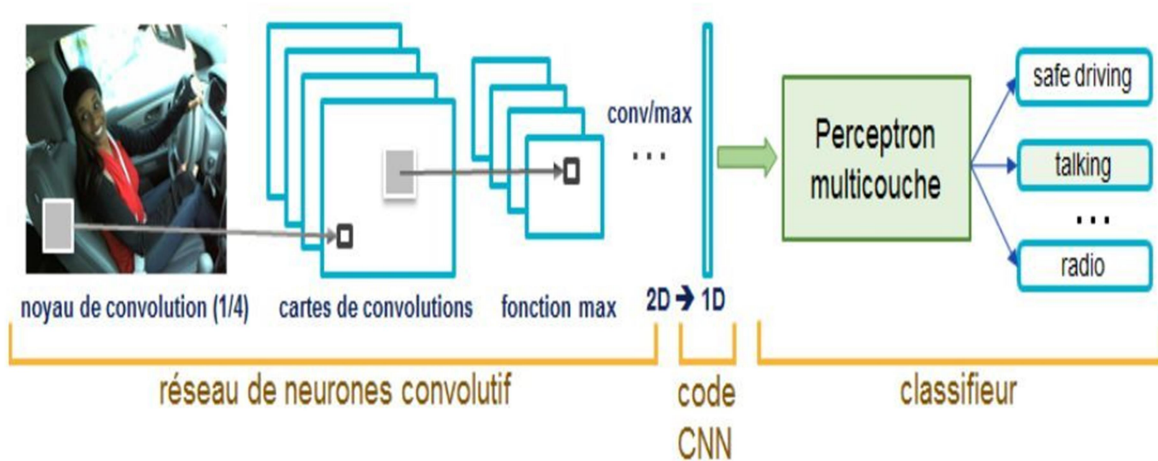 safe driving
conv/max
...
Perceptron
multicouche
talking
...
radio
noyau de convolution (1/4)
cartes de convolutions
fonction max
2D ➔ 1D
réseau de neurones convolutif
code
CNN
classifieur